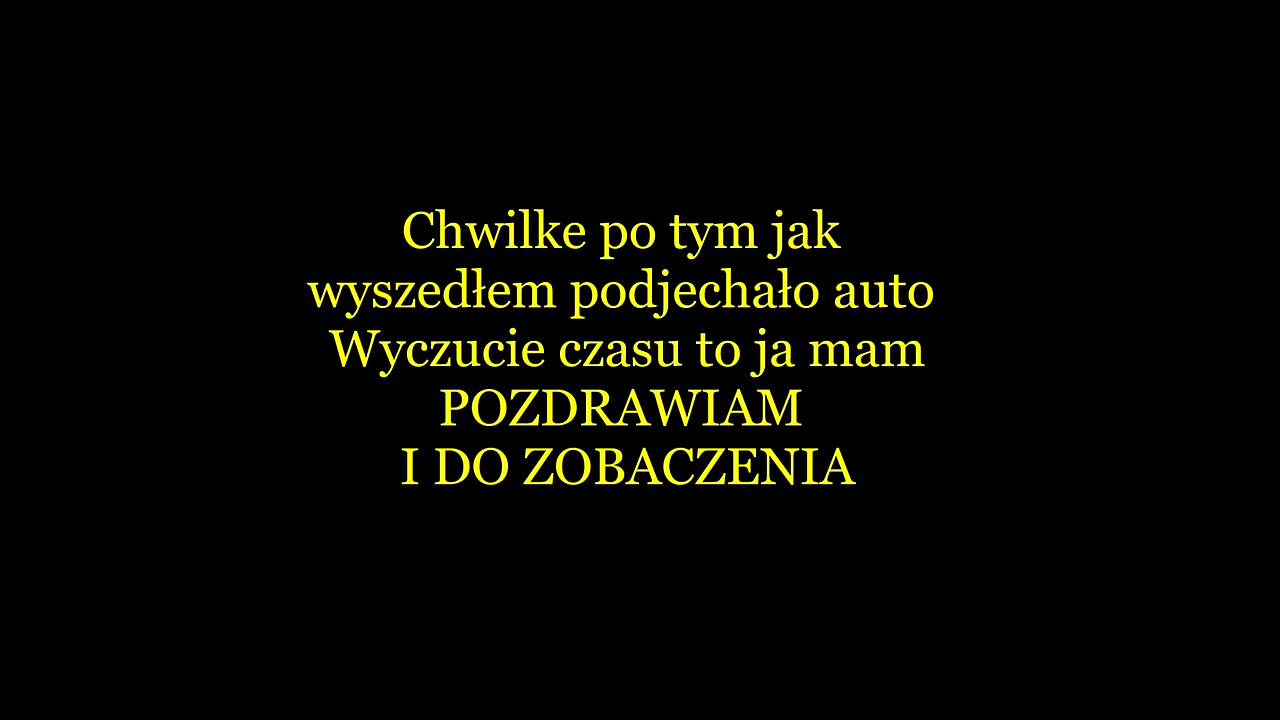 Chwilke po tym jak
wyszedłem podjechało auto
Wyczucie czasu to ja mam
POZDRAWIAM
I DO ZOBACZENIA